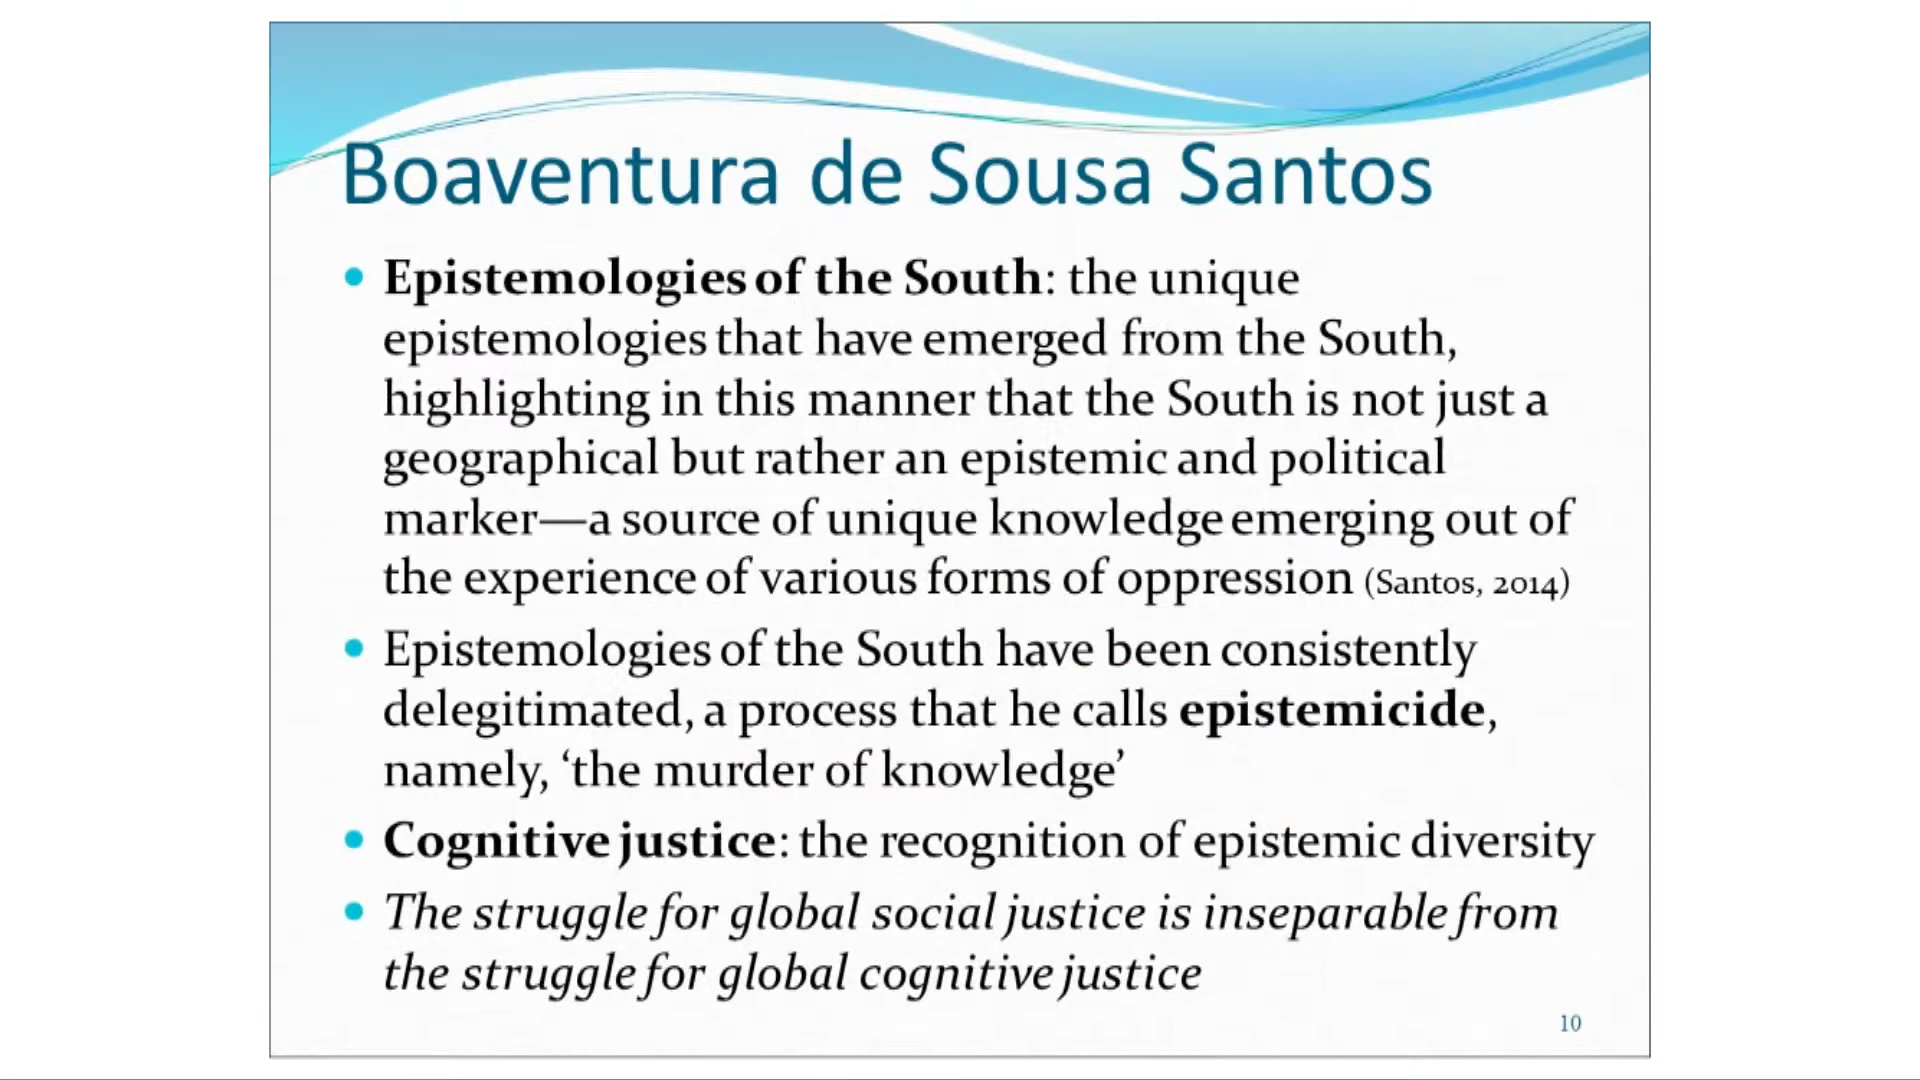 Boaventura de Sousa Santos
Epistemologies of the South: the unique
epistemologies that have emerged from the South,
highlighting in this manner that the South is not just a
geographical but rather an epistemic and political
marker—a source of unique knowledge emerging out of
the experience of various forms of oppression (Santos, 2014)
Epistemologies of the South have been consistently
delegitimated, a process that he calls epistemicide,
namely, ‘the murder of knowledge’
Cognitive justice: the recognition of epistemic diversity
The struggle for global social justice is inseparable from
the struggle for global cognitive justice
10